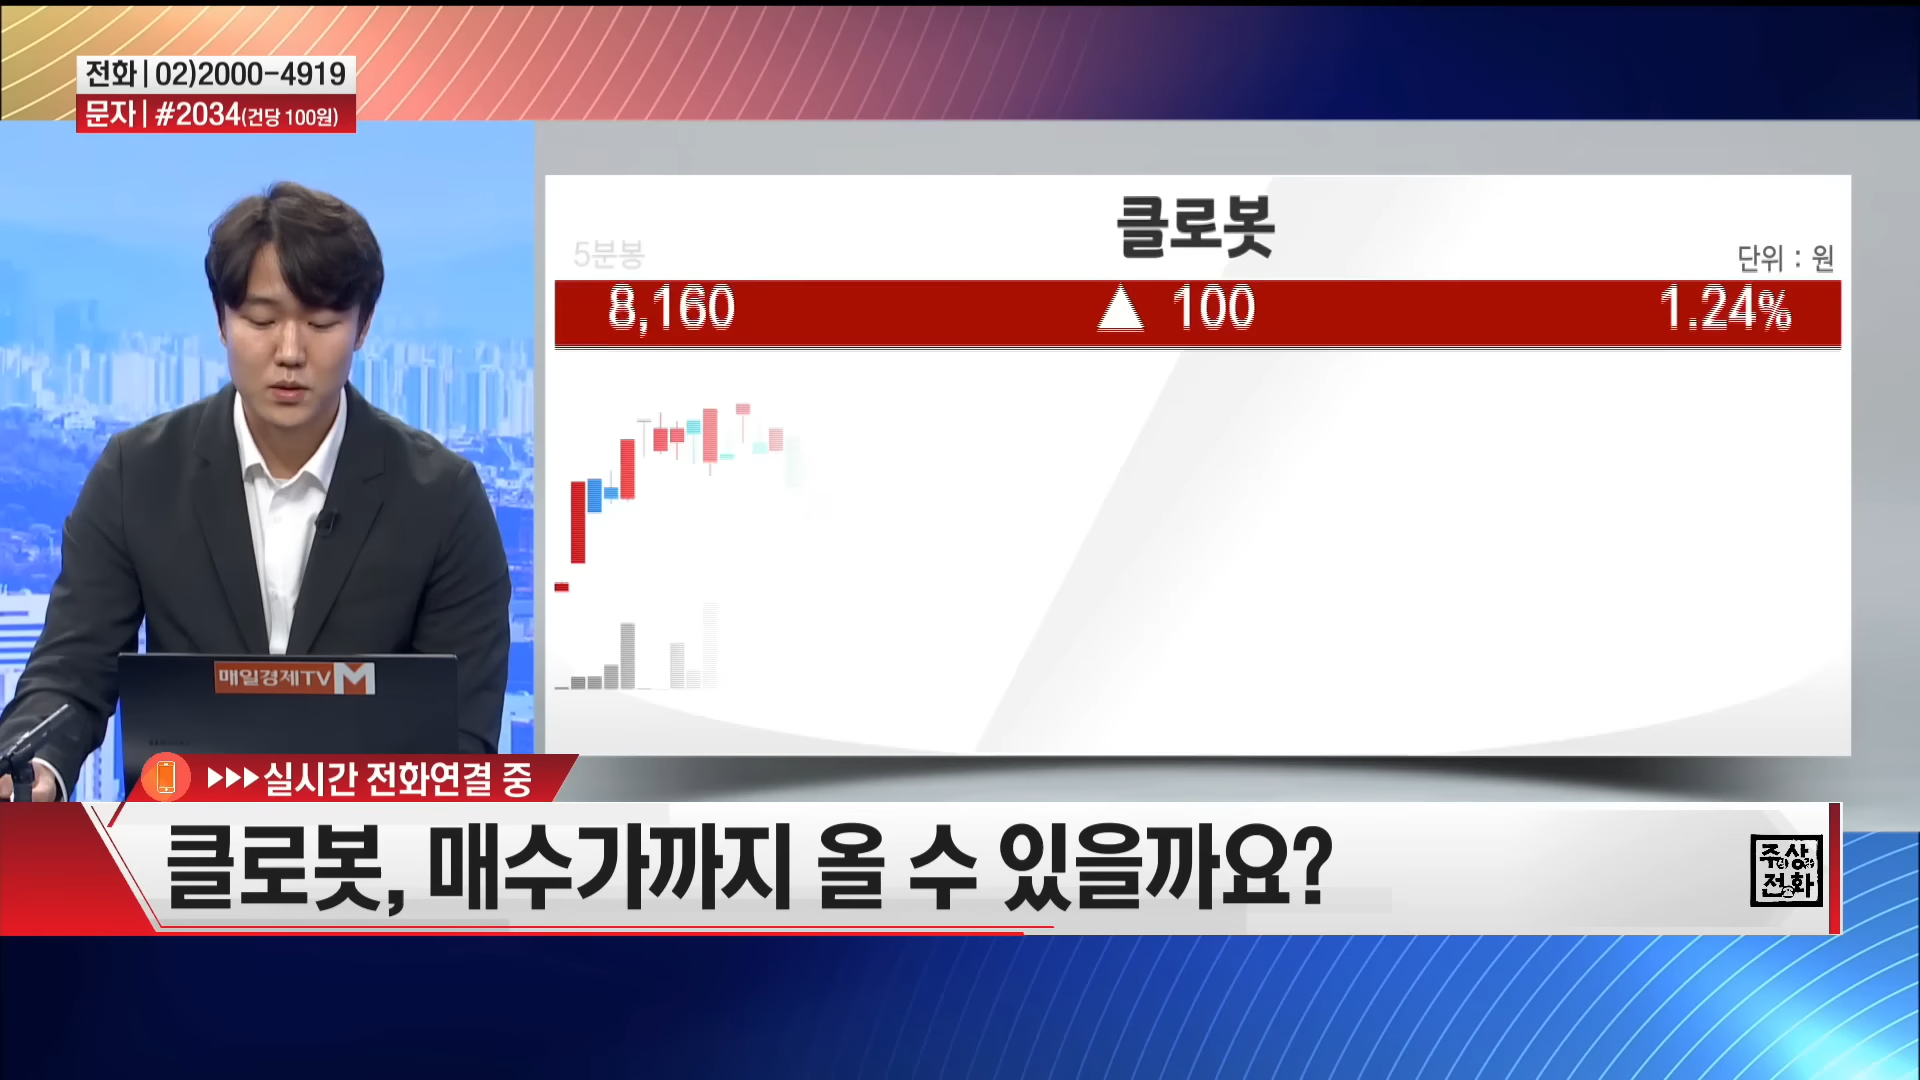 전화 | 02)2000-4919
문자 | #2034(건당 100원)
클로봇
5분봉
단위 : 원
8,160 ▲ 100 1.24%
매일경제TV M
▶▶▶실시간 전화연결 중
클로봇, 매수가까지 올 수 있을까요?
주상
전화